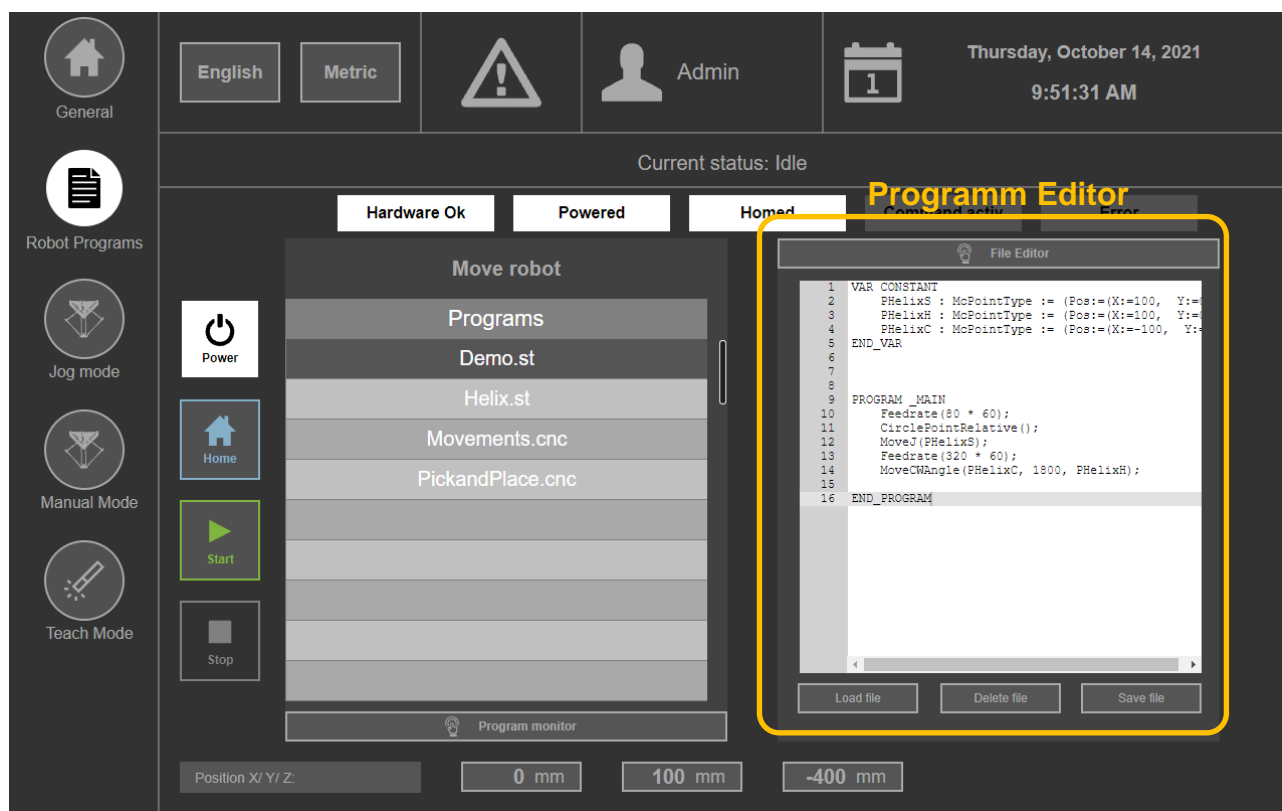 General
English
Metric
Admin
1
Thursday, October 14, 2021
9:51:31 AM
Robot Programs
Current status: Idle
Programm Editor
Hardware Ok
Powered
Homed
Command activ
Error
Jog mode
Manual Mode
Teach Mode
Power
Home
Start
Stop
Move robot
Programs
Demo.st
Helix.st
Movements.cnc
PickandPlace.cnc
Program monitor
File Editor
1 VAR CONSTANT
2 PHelixS : McPointType := (Pos:=(X:=100, Y:=
3 PHelixH : McPointType := (Pos:=(X:=100, Y:=
4 PHelixC : McPointType := (Pos:=(X:=-100, Y:
5 END_VAR
6
7
8
9 PROGRAM _MAIN
10 Feedrate(80 * 60);
11 CirclePointRelative();
12 MoveJ(PHelixS);
13 Feedrate(320 * 60);
14 MoveCWAngle(PHelixC, 1800, PHelixH);
15
16 END_PROGRAM
Load file
Delete file
Save file
Position X/ Y/ Z:
0 mm
100 mm
-400 mm